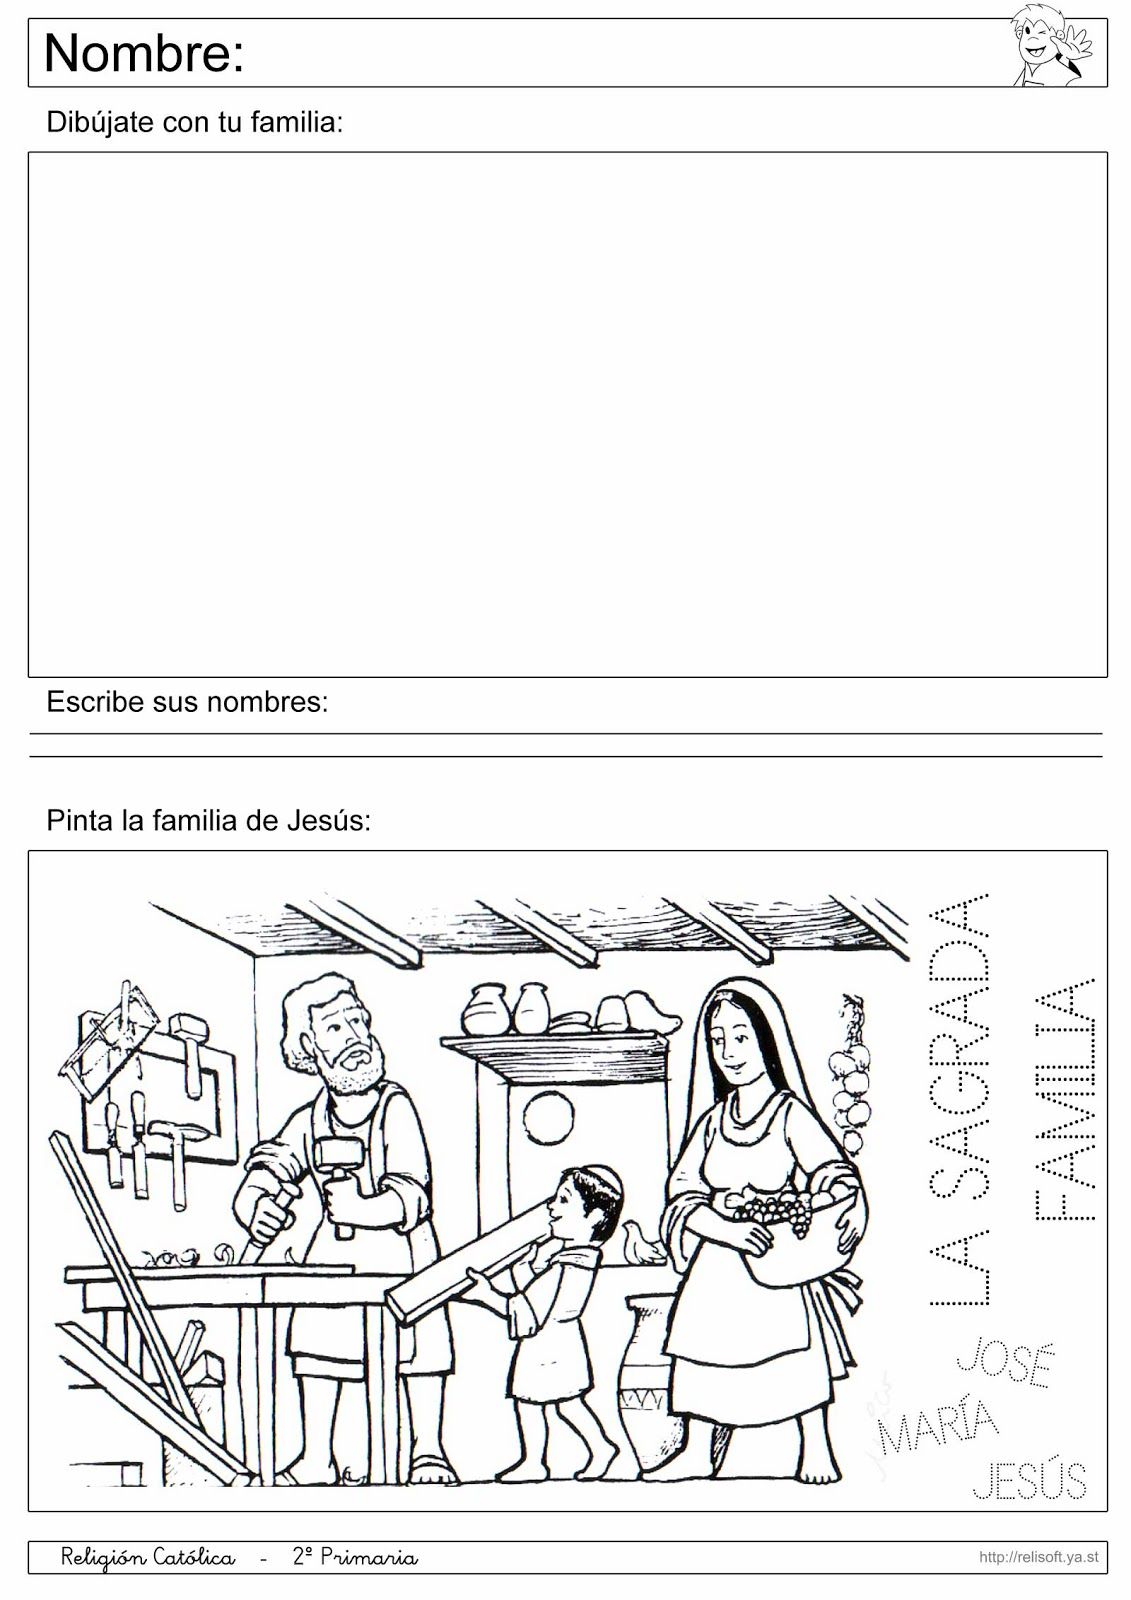 Nombre:
Dibújate con tu familia:
Escribe sus nombres:
Pinta la familia de Jesús:
LA SAGRADA
FAMILIA
JOSÉ
MARÍA
JESÚS
Religión Católica - 2º Primaria
http://relisoft.ya.st